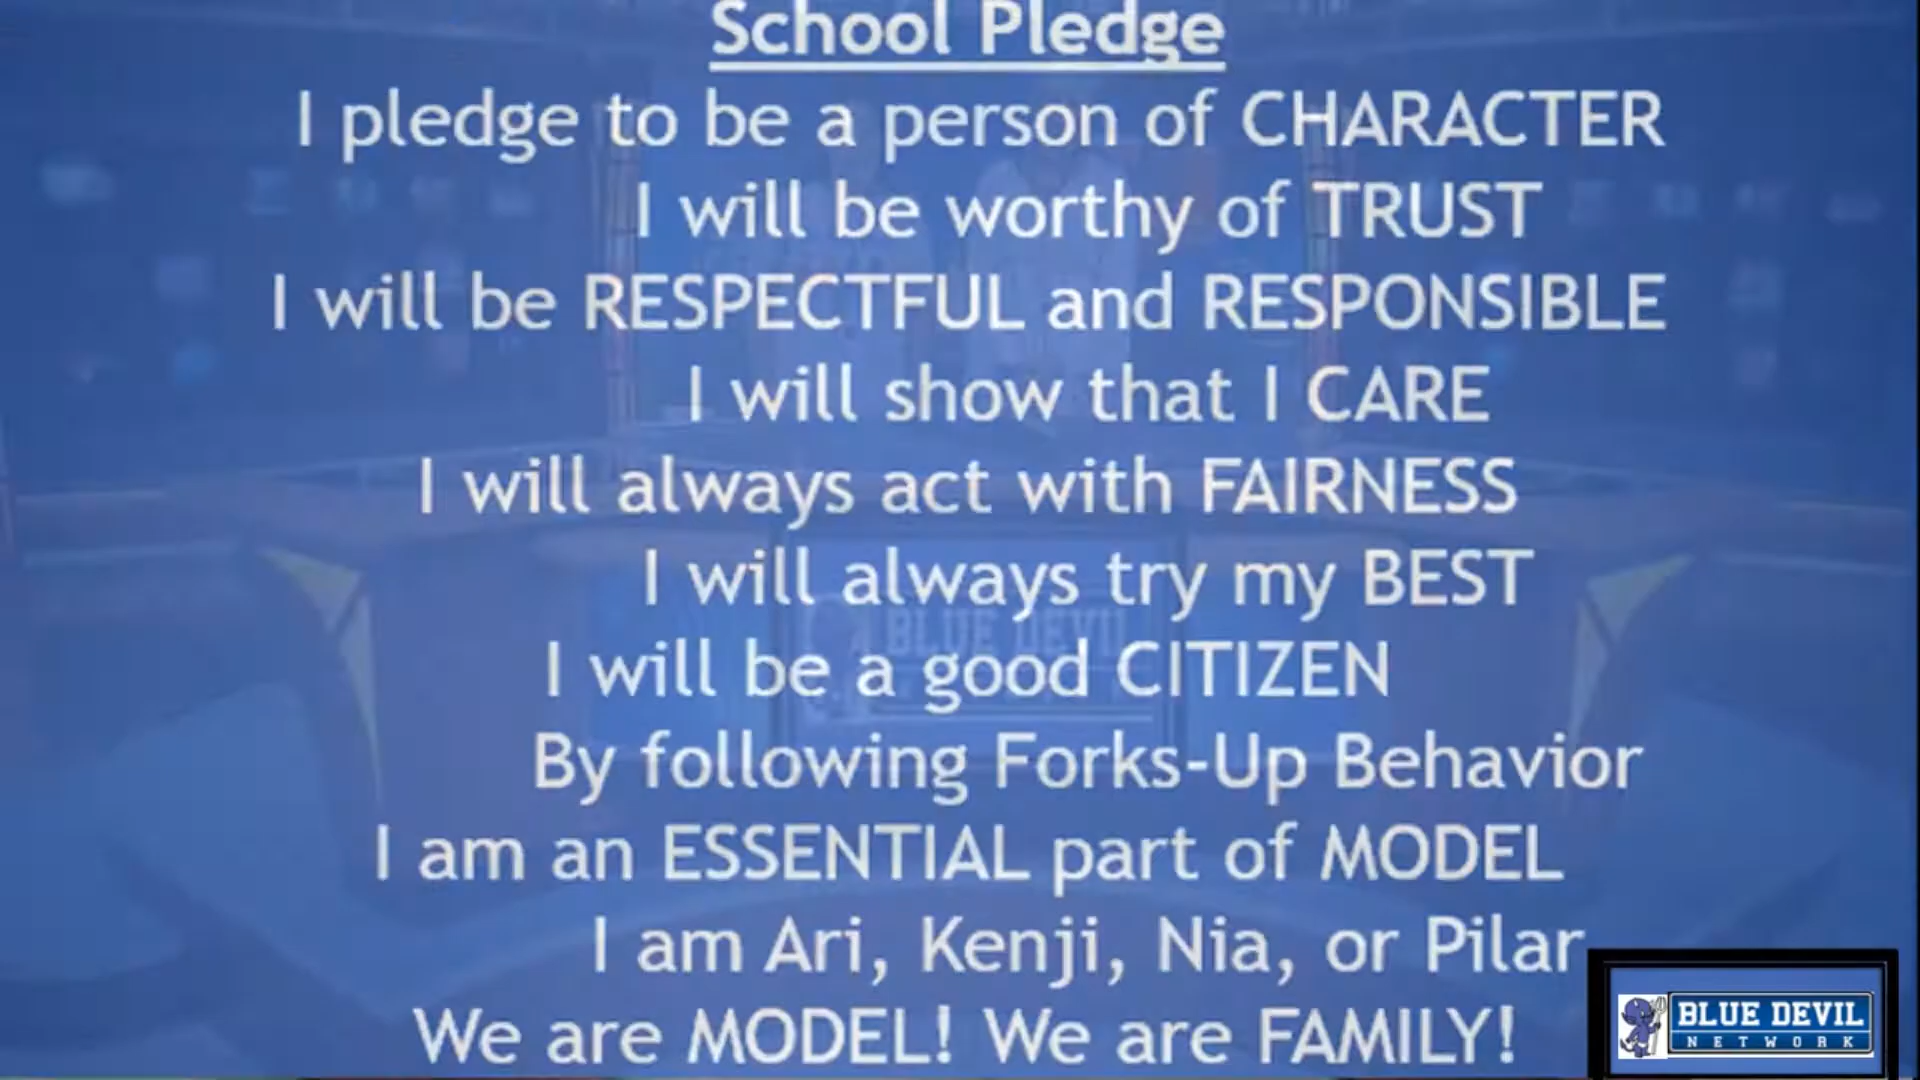 School Pledge
I pledge to be a person of CHARACTER
I will be worthy of TRUST
I will be RESPECTFUL and RESPONSIBLE
I will show that I CARE
I will always act with FAIRNESS
I will always try my BEST
BLUE DEVIL
I will be a good CITIZEN
By following Forks-Up Behavior
I am an ESSENTIAL part of MODEL
I am Ari, Kenji, Nia, or Pilar
We are MODEL! We are FAMILY!
BLUE DEVIL
NETWORK